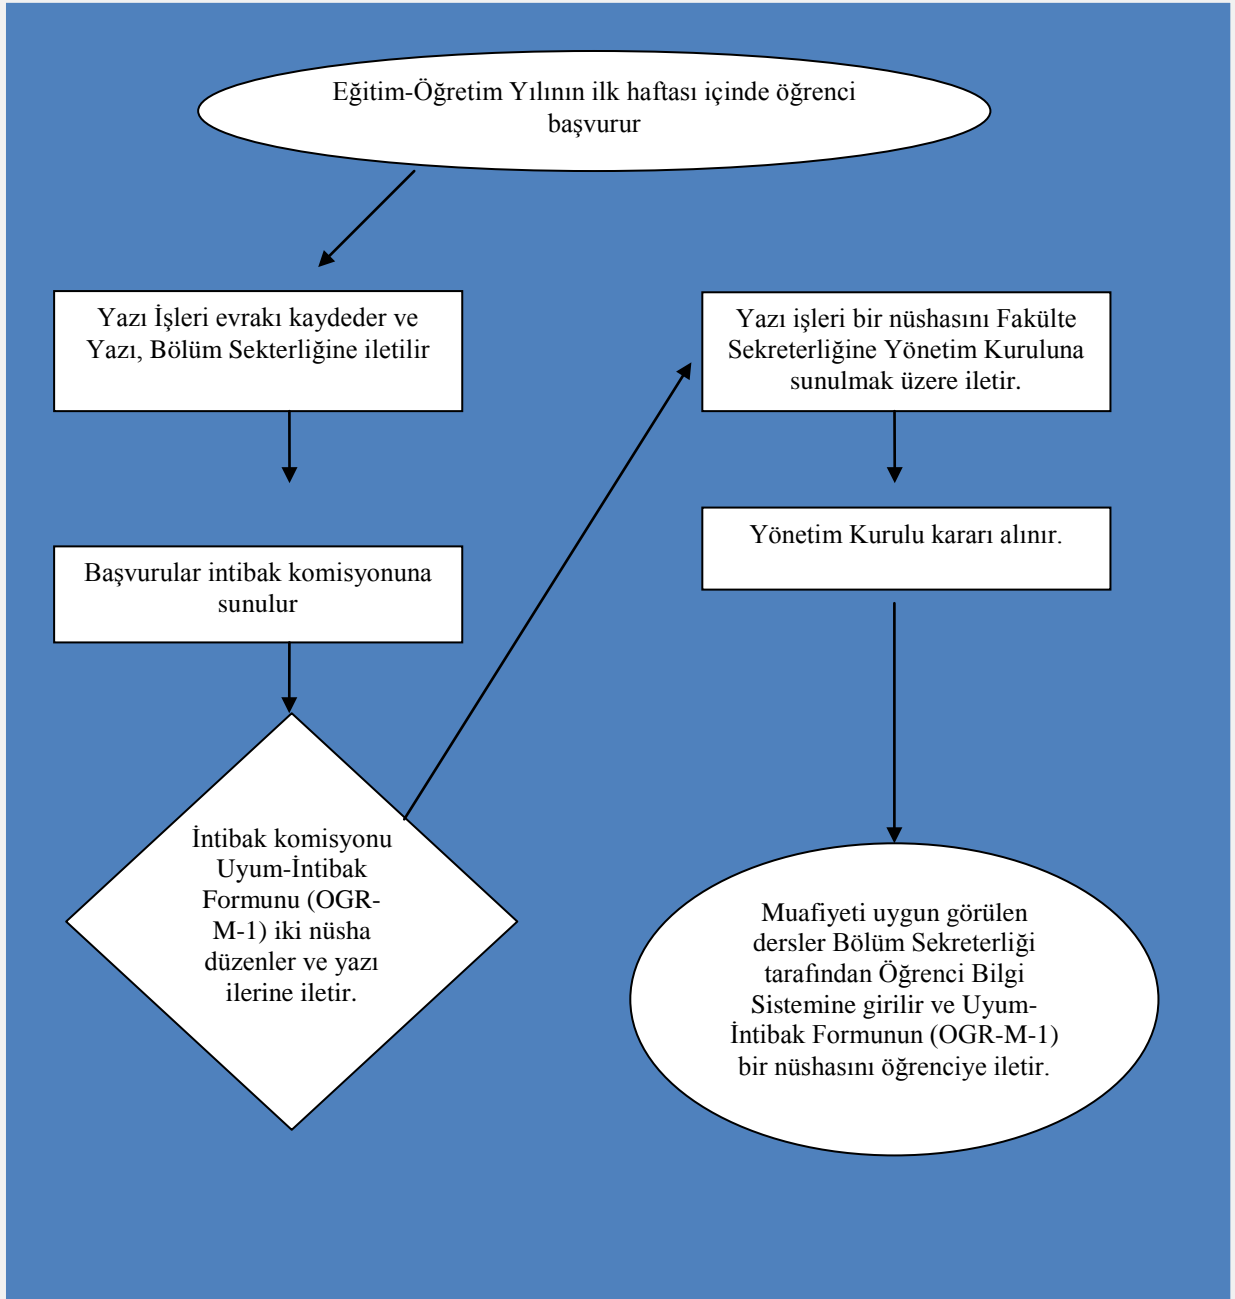 Eğitim-Öğretim Yılının ilk haftası içinde öğrenci
başvurur
Yazı İşleri evrakı kaydeder ve
Yazı, Bölüm Sekterliğine iletilir
Başvurular intibak komisyonuna
sunulur
İntibak komisyonu
Uyum-İntibak
Formunu (OGR-
M-1) iki nüsha
düzenler ve yazı
ilerine iletir.
Yazı işleri bir nüshasını Fakülte
Sekreterliğine Yönetim Kuruluna
sunulmak üzere iletir.
Yönetim Kurulu kararı alınır.
Muafiyeti uygun görülen
dersler Bölüm Sekreterliği
tarafından Öğrenci Bilgi
Sistemine girilir ve Uyum-
İntibak Formunun (OGR-M-1)
bir nüshasını öğrenciye iletir.